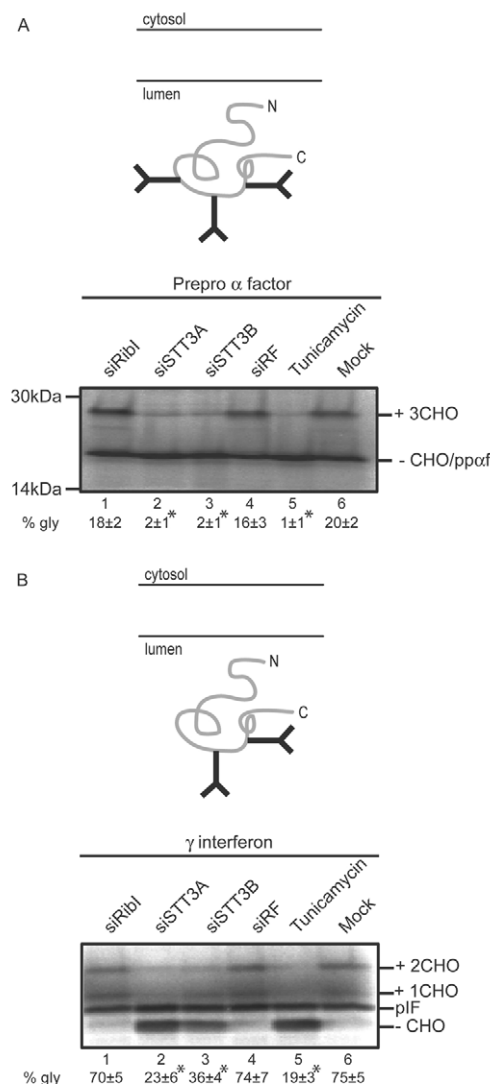 A
cytosol
lumen
N
C
Prepro α factor
siRibI siSTT3A siSTT3B siRF Tunicamycin Mock
30kDa
+ 3CHO
- CHO/ppαf
14kDa
1 2 3 4 5 6
% gly 18±2 2±1* 2±1* 16±3 1±1* 20±2
B
cytosol
lumen
N
C
γ interferon
siRibI siSTT3A siSTT3B siRF Tunicamycin Mock
+ 2CHO
+ 1CHO
pIF
- CHO
1 2 3 4 5 6
% gly 70±5 23±6* 36±4* 74±7 19±3* 75±5